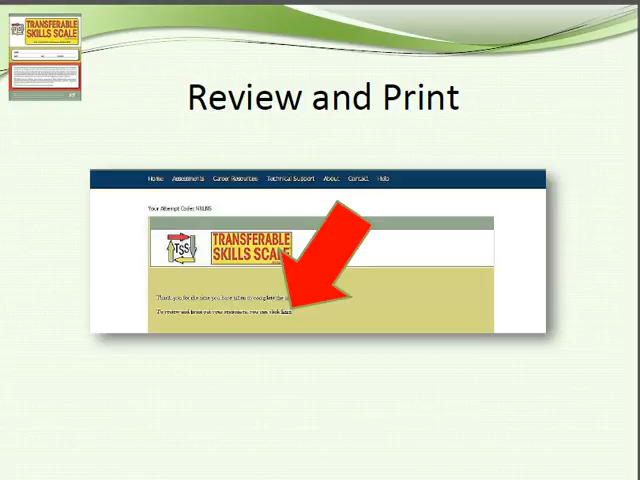 TRANSFERABLE
SKILLS SCALE
Review and Print
Home Assessments Career Resources Technical Support About Contact Help
Your Attempt Code:
TSS
TRANSFERABLE
SKILLS SCALE
Thank you for the time you have taken to complete the
To review and print out your assessment, you can click here